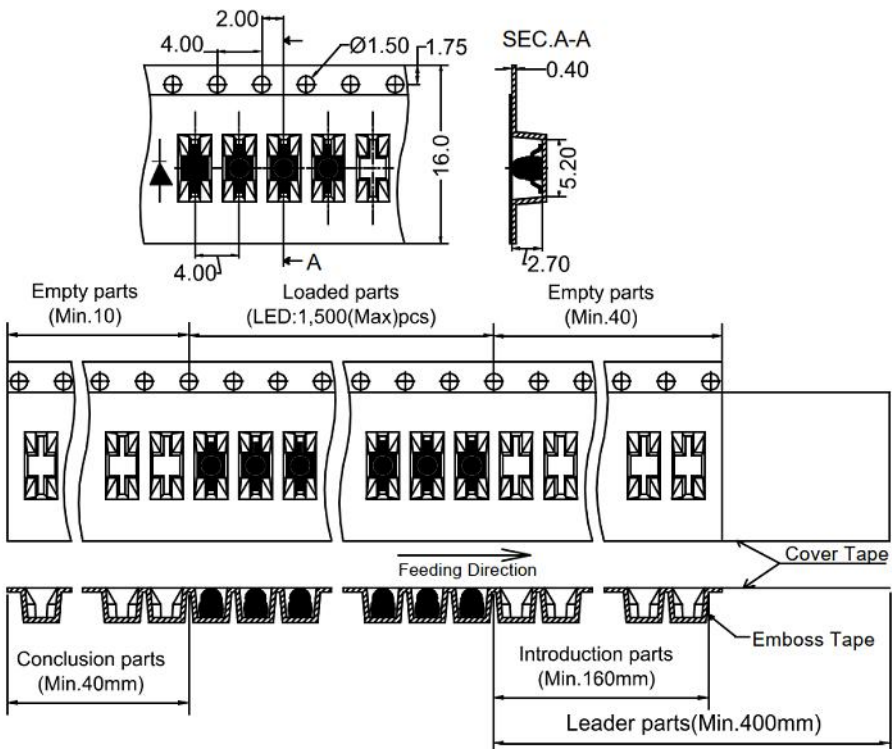 2.00
4.00
Ø1.50
1.75
SEC.A-A
0.40
16.0
5.20
4.00
A
2.70
Empty parts
(Min.10)
Loaded parts
(LED:1,500(Max)pcs)
Empty parts
(Min.40)
Feeding Direction
Cover Tape
Emboss Tape
Conclusion parts
(Min.40mm)
Introduction parts
(Min.160mm)
Leader parts(Min.400mm)